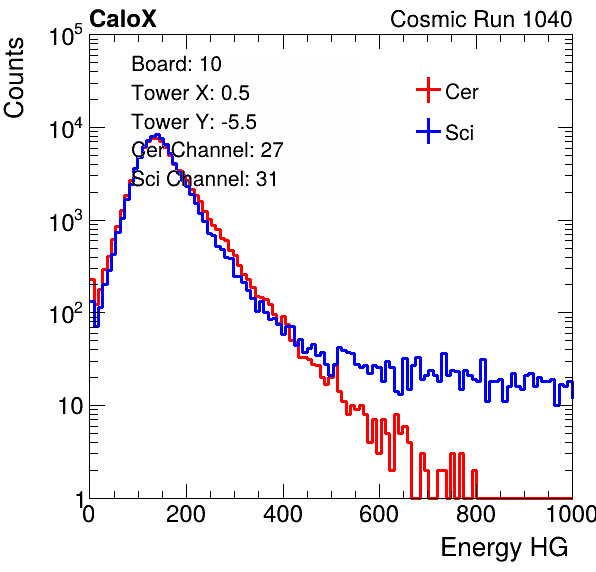 CaloX Cosmic Run 1040
Counts
10^5
10^4
10^3
10^2
10
1
Board: 10
Tower X: 0.5
Tower Y: -5.5
Cer Channel: 27
Sci Channel: 31
Cer
Sci
0 200 400 600 800 1000
Energy HG